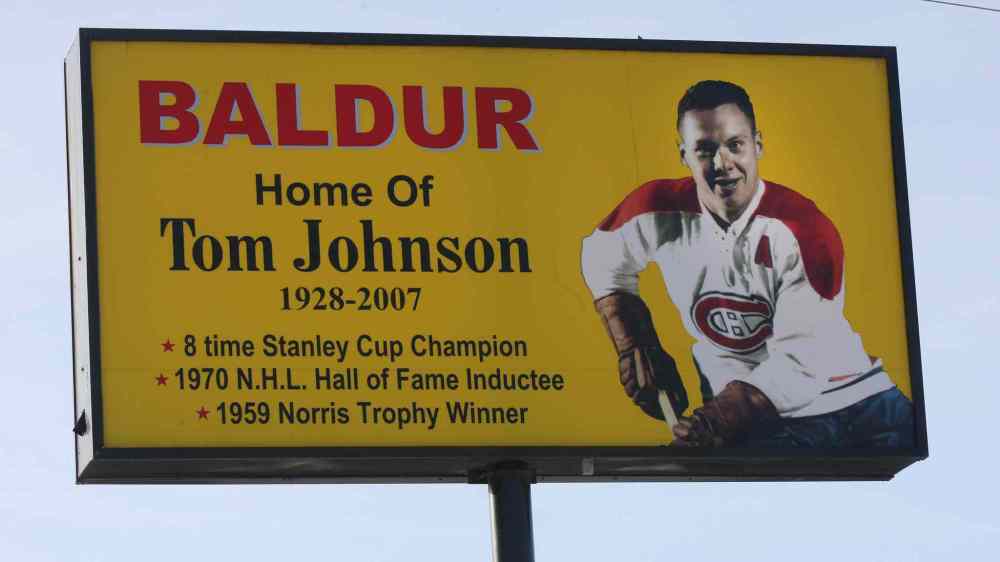 BALDUR
Home Of
Tom Johnson
1928-2007
★ 8 time Stanley Cup Champion
★ 1970 N.H.L. Hall of Fame Inductee
★ 1959 Norris Trophy Winner
A
CH